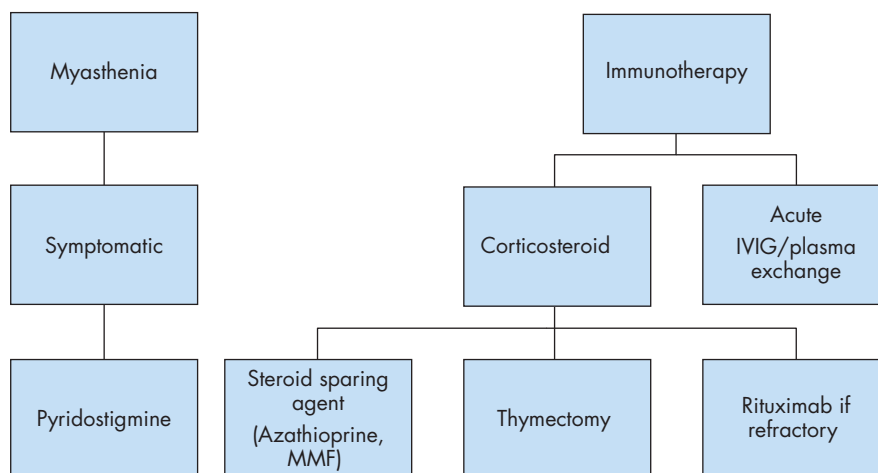 Myasthenia
Immunotherapy
Symptomatic
Corticosteroid
Acute
IVIG/plasma
exchange
Pyridostigmine
Steroid sparing
agent
(Azathioprine,
MMF)
Thymectomy
Rituximab if
refractory